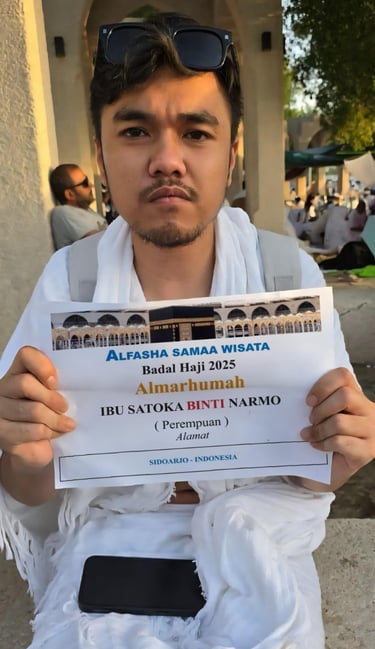 ALFASHA SAMAA WISATA
Badal Haji 2025
Almarhumah
IBU SATOKA BINTI NARMO
( Perempuan )
Alamat
SIDOARJO - INDONESIA